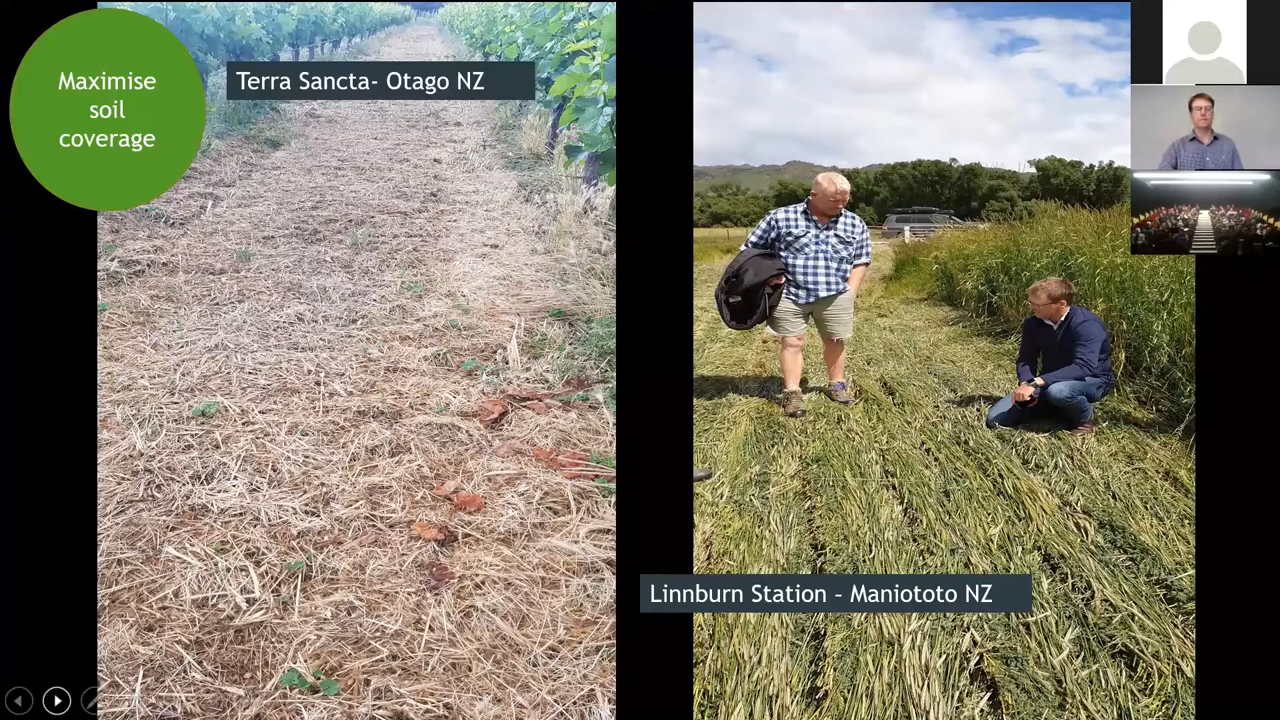 Maximise
soil
coverage
Terra Sancta- Otago NZ
Linnburn Station – Maniototo NZ